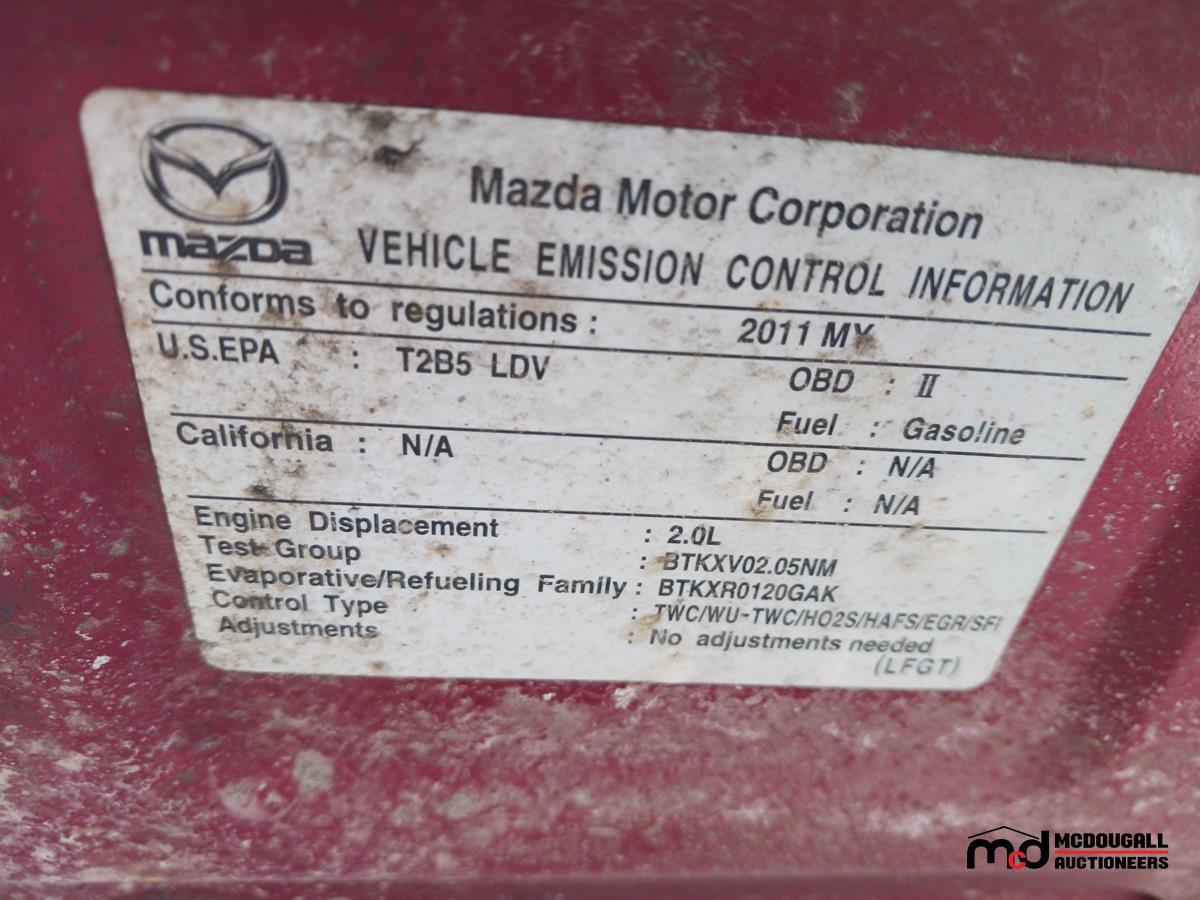 Mazda Motor Corporation
mazda VEHICLE EMISSION CONTROL INFORMATION
Conforms to regulations : 2011 MY
U.S.EPA : T2B5 LDV OBD : II
Fuel : Gasoline
California : N/A OBD : N/A
Fuel : N/A
Engine Displacement : 2.0L
Test Group : BTKXV02.05NM
Evaporative/Refueling Family : BTKXR0120GAK
Control Type : TWC/WU-TWC/HO2S/HAFS/EGR/SFI
Adjustments : No adjustments needed
(LFGT)
mcd MCDOUGALL
AUCTIONEERS